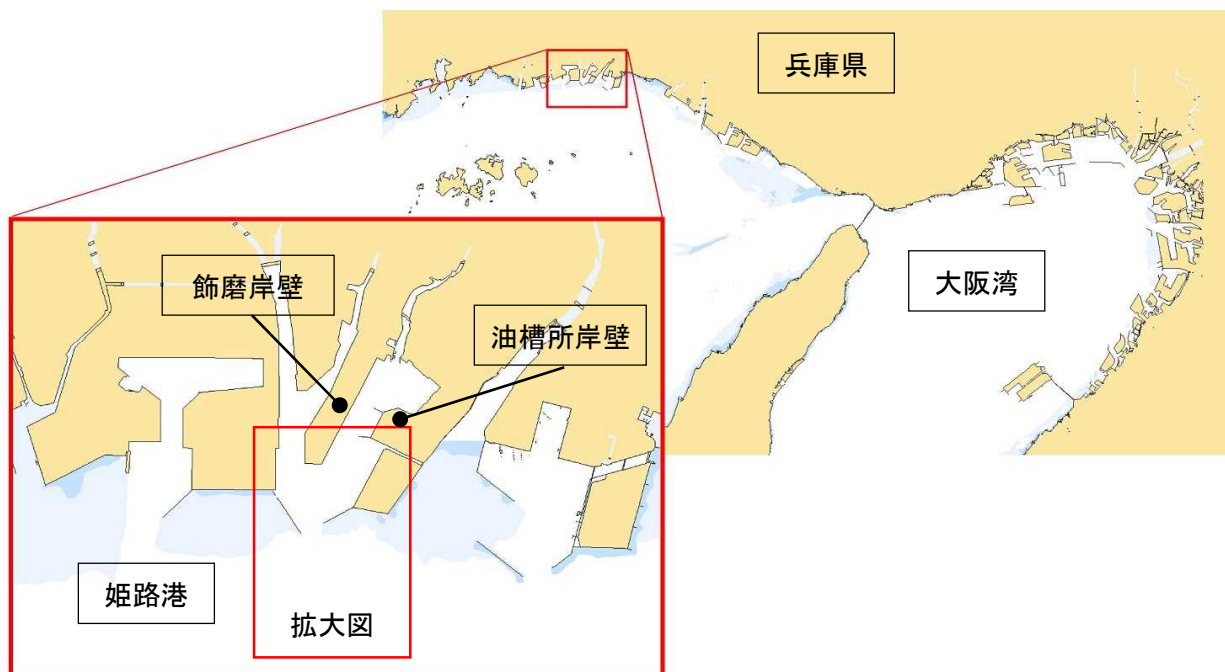 兵庫県
飾磨岸壁
大阪湾
油槽所岸壁
姫路港
拡大図